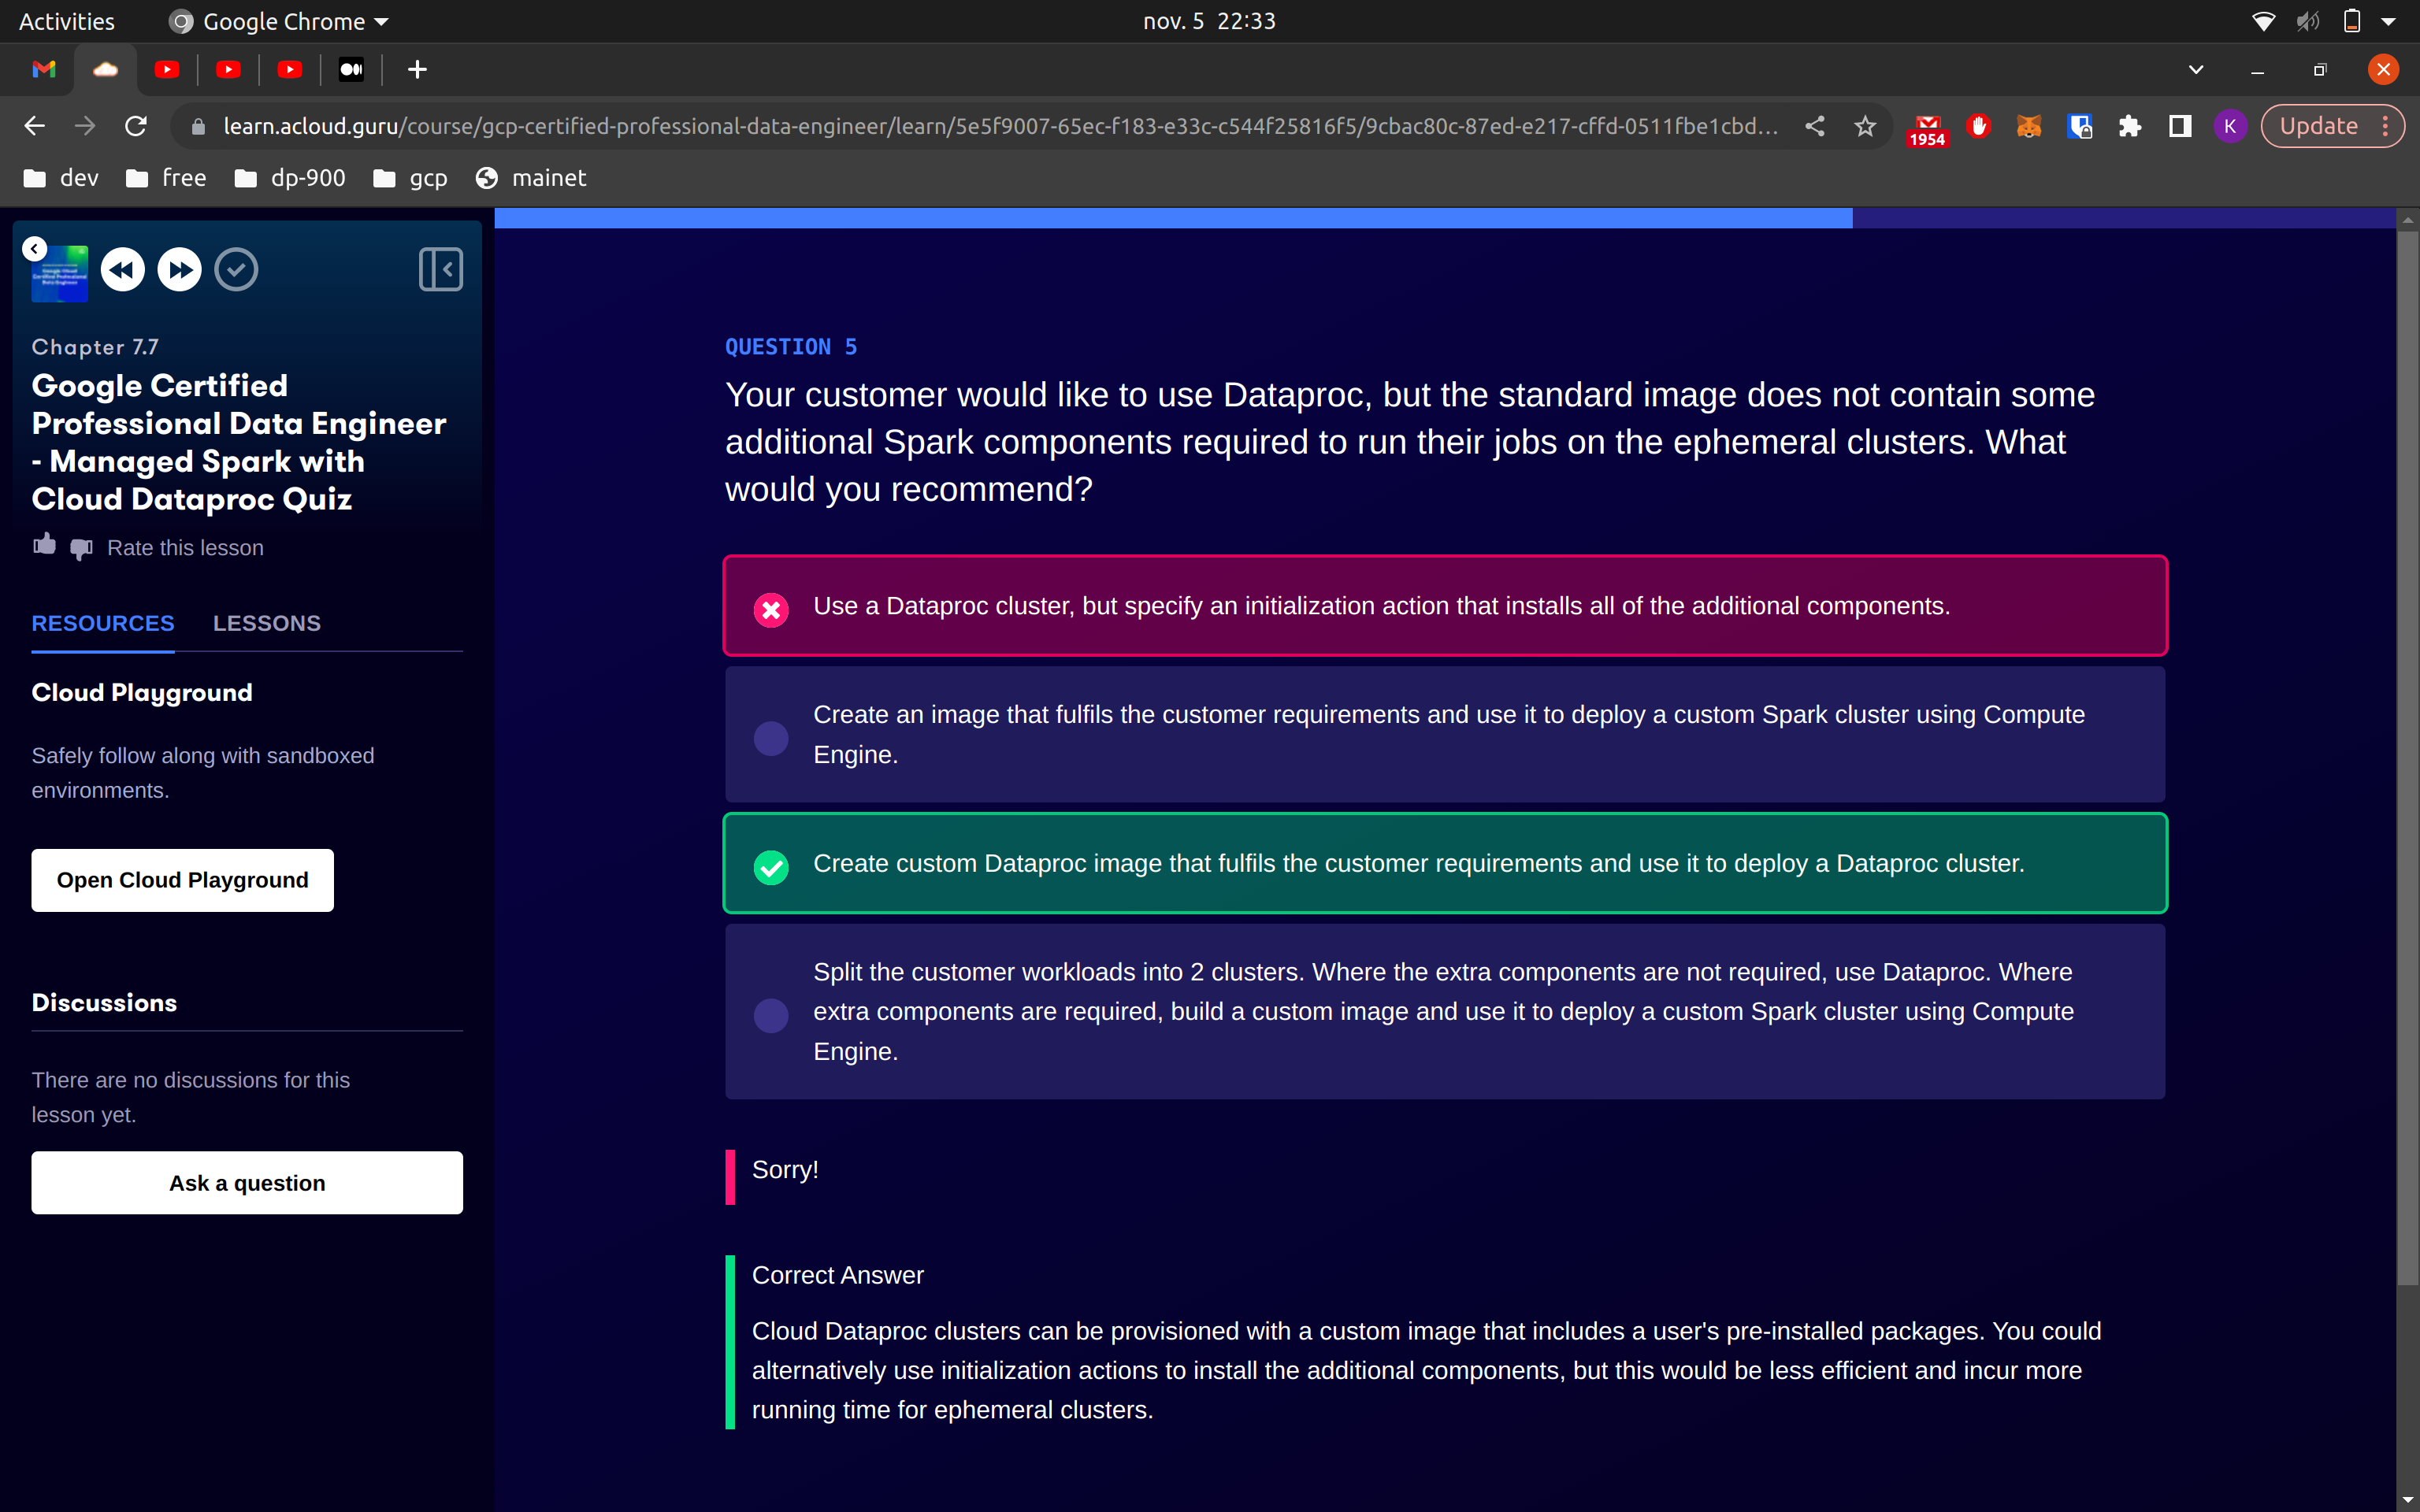 Activities
Google Chrome
nov. 5 22:33
learn.acloud.guru/course/gcp-certified-professional-data-engineer/learn/5e5f9007-65ec-f183-e33c-c544f25816f5/9cbac80c-87ed-e217-cffd-0511fbe1cbd...
1954
K
Update
dev
free
dp-900
gcp
mainet
Chapter 7.7
Google Certified
Professional Data Engineer
- Managed Spark with
Cloud Dataproc Quiz
Rate this lesson
RESOURCES
LESSONS
Cloud Playground
Safely follow along with sandboxed
environments.
Open Cloud Playground
Discussions
There are no discussions for this
lesson yet.
Ask a question
QUESTION 5
Your customer would like to use Dataproc, but the standard image does not contain some
additional Spark components required to run their jobs on the ephemeral clusters. What
would you recommend?
Use a Dataproc cluster, but specify an initialization action that installs all of the additional components.
Create an image that fulfils the customer requirements and use it to deploy a custom Spark cluster using Compute
Engine.
Create custom Dataproc image that fulfils the customer requirements and use it to deploy a Dataproc cluster.
Split the customer workloads into 2 clusters. Where the extra components are not required, use Dataproc. Where
extra components are required, build a custom image and use it to deploy a custom Spark cluster using Compute
Engine.
Sorry!
Correct Answer
Cloud Dataproc clusters can be provisioned with a custom image that includes a user's pre-installed packages. You could
alternatively use initialization actions to install the additional components, but this would be less efficient and incur more
running time for ephemeral clusters.